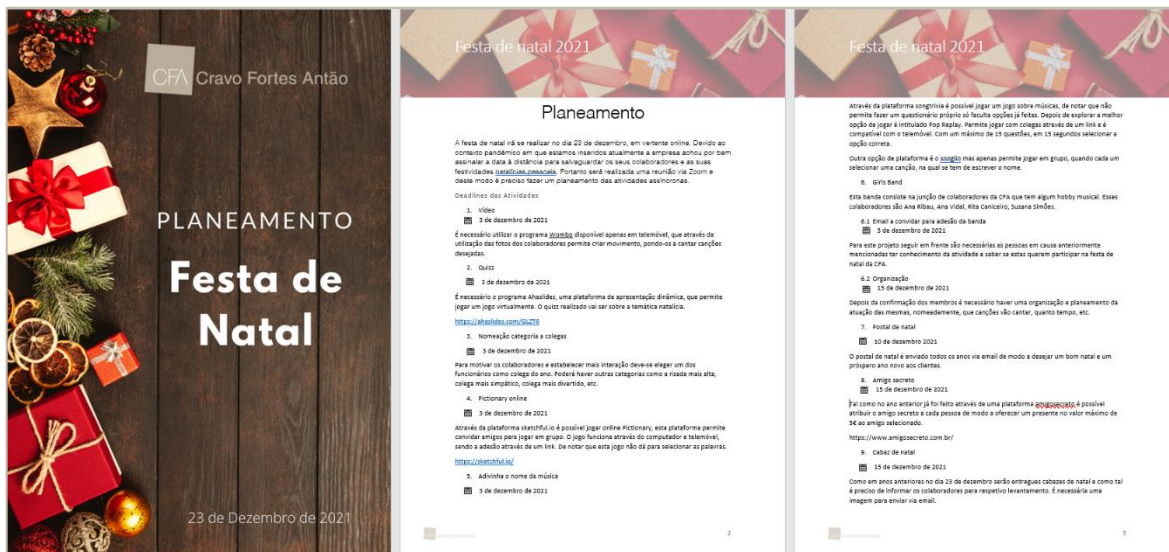 CFA Cravo Fortes Antão
PLANEAMENTO
Festa de
Natal
23 de Dezembro de 2021
Festa de natal 2021
Planeamento
A festa de natal irá se realizar no dia 23 de dezembro, em vertente online. Devido ao
contexto pandémico em que estamos inseridos atualmente a empresa achou por bem
assinalar a data à distância para salvaguardar os seus colaboradores e as suas
festividades natalícias pessoais. Portanto será realizada uma reunião via Zoom e
deste modo é preciso fazer um planeamento das atividades assíncronas.
Deadlines das Atividades
1. Vídeo
3 de dezembro de 2021
É necessário utilizar o programa Wombo disponível apenas em telemóvel, que através da
utilização das fotos dos colaboradores permite criar movimento, pondo-os a cantar canções
desejadas.
2. Quizz
3 de dezembro de 2021
É necessário o programa Ahaslides, uma plataforma de apresentação dinâmica, que permite
jogar um jogo virtualmente. O quizz realizado vai ser sobre a temática natalícia.
https://ahaslides.com/GLZT6
3. Nomeação categoria a colegas
3 de dezembro de 2021
Para motivar os colaboradores e estabelecer mais interação deve-se eleger um dos
funcionários como colega do ano. Poderá haver outras categorias como a risada mais alta,
colega mais simpático, colega mais divertido, etc.
4. Pictionary online
3 de dezembro de 2021
Através da plataforma sketchful.io é possível jogar online Pictionary, esta plataforma permite
convidar amigos para jogar em grupo. O jogo funciona através do computador e telemóvel,
sendo a adesão através de um link. De notar que esta jogo não dá para selecionar as palavras.
https://sketchful.io/
5. Adivinha o nome da música
3 de dezembro de 2021
Cravo Fortes Antão
2
Festa de natal 2021
Através da plataforma songtrivia é possível jogar um jogo sobre músicas, de notar que não
permite fazer um questionário próprio só faculta opções já feitas. Depois de explorar a melhor
opção de jogar é intitulado Pop Replay. Permite jogar com colegas através de um link e é
compatível com o telemóvel. Com um máximo de 15 questões, em 15 segundos selecionar a
opção correta.
Outra opção de plataforma é o songlio mas apenas permite jogar em grupo, quando cada um
selecionar uma canção, na qual se tem de escrever o nome.
6. Girls Band
Esta banda consiste na junção de colaboradores da CFA que tem algum hobby musical. Esses
colaboradores são Ana Ribau, Ana Vidal, Rita Caniceiro, Susana Simões.
6.1 Email a convidar para adesão da banda
3 de dezembro de 2021
Para este projeto seguir em frente são necessárias as pessoas em causa anteriormente
mencionadas ter conhecimento da atividade e saber se estas querem participar na festa de
natal da CFA.
6.2 Organização
15 de dezembro de 2021
Depois da confirmação dos membros é necessário haver uma organização e planeamento da
atuação das mesmas, nomeadamente, que canções vão cantar, quanto tempo, etc.
7. Postal de natal
10 de dezembro 2021
O postal de natal é enviado todos os anos via email de modo a desejar um bom natal e um
próspero ano novo aos clientes.
8. Amigo secreto
15 de dezembro de 2021
Tal como no ano anterior já foi feito através de uma plataforma amigosecreto é possível
atribuir o amigo secreto a cada pessoa de modo a oferecer um presente no valor máximo de
5€ ao amigo selecionado.
https://www.amigosecreto.com.br/
9. Cabaz de natal
15 de dezembro de 2021
Como em anos anteriores no dia 23 de dezembro serão entregues cabazes de natal e como tal
é preciso de informar os colaboradores para respetivo levantamento. É necessária uma
imagem para enviar via email.
Cravo Fortes Antão
3